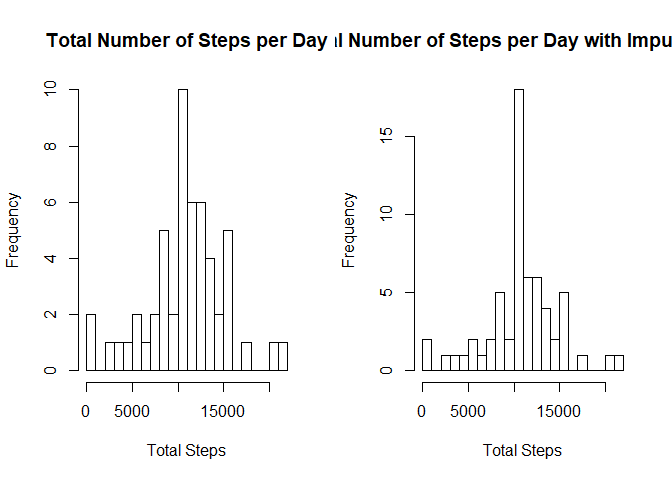 Total Number of Steps per Day
l Number of Steps per Day with Impu
Frequency
0 2 4 6 8 10
0 5000 15000
Total Steps
Frequency
0 5 10 15
0 5000 15000
Total Steps